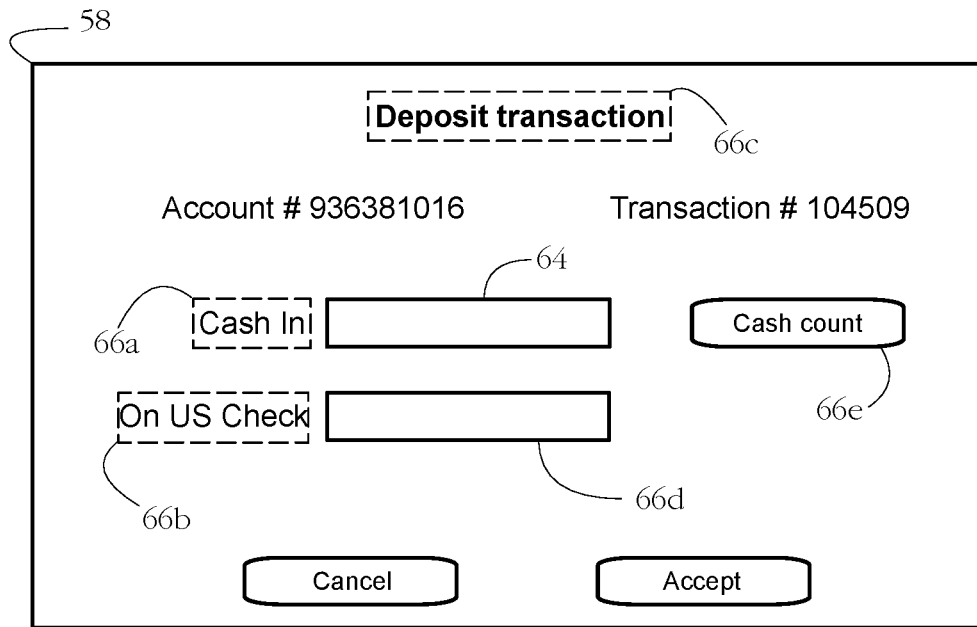 58
Deposit transaction
66c
Account # 936381016 Transaction # 104509
64
66a Cash In Cash count
On US Check 66e
66b 66d
Cancel Accept